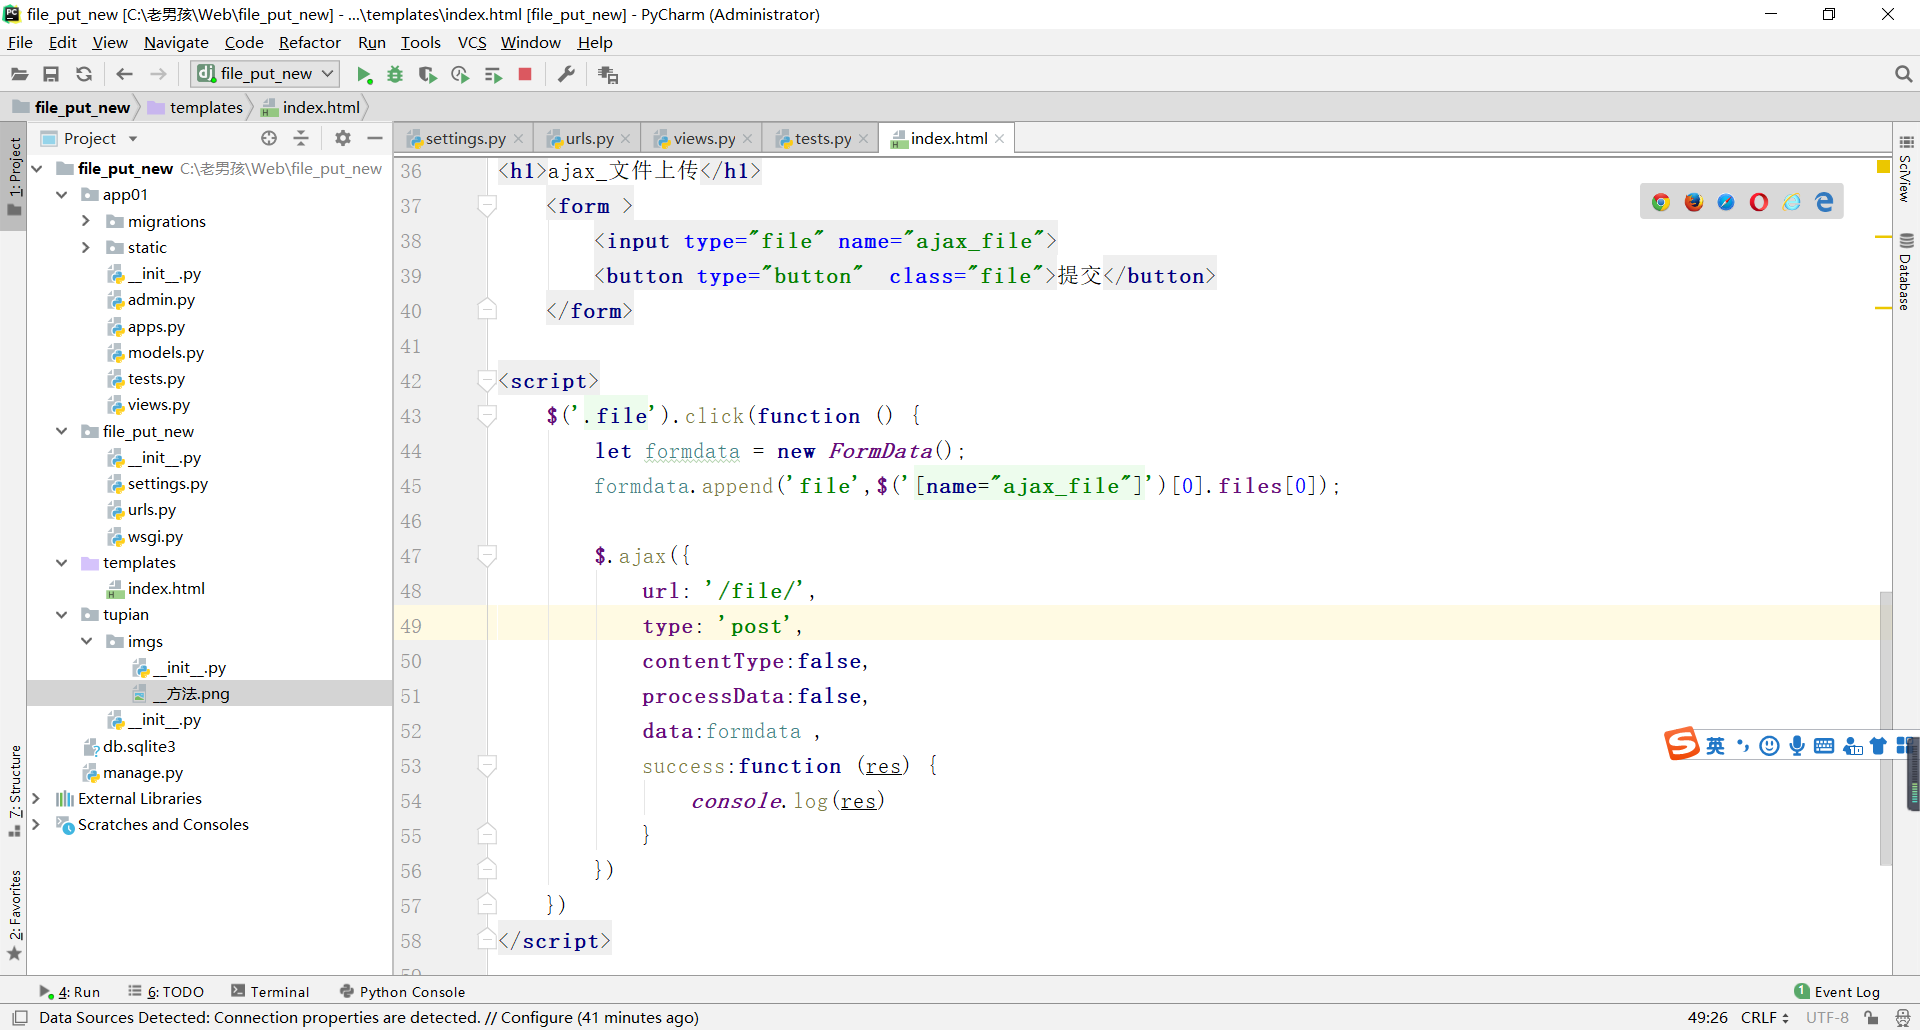 file_put_new [C:\老男孩\Web\file_put_new] - ...\templates\index.html [file_put_new] - PyCharm (Administrator)
File Edit View Navigate Code Refactor Run Tools VCS Window Help
dj file_put_new
file_put_new templates index.html
1: Project
Project
settings.py urls.py views.py tests.py index.html
file_put_new C:\老男孩\Web\file_put_new
app01
migrations
static
__init__.py
admin.py
apps.py
models.py
tests.py
views.py
file_put_new
__init__.py
settings.py
urls.py
wsgi.py
templates
index.html
tupian
imgs
__init__.py
__方法.png
__init__.py
db.sqlite3
manage.py
External Libraries
Scratches and Consoles
7: Structure
2: Favorites
36 <h1>ajax_文件上传</h1>
37 <form >
38 <input type="file" name="ajax_file">
39 <button type="button"  class="file">提交</button>
40 </form>
41
42 <script>
43 $('.file').click(function () {
44 let formdata = new FormData();
45 formdata.append('file',$('[name="ajax_file"]')[0].files[0]);
46
47 $.ajax({
48 url: '/file/',
49 type: 'post',
50 contentType:false,
51 processData:false,
52 data:formdata ,
53 success:function (res) {
54 console.log(res)
55 }
56 })
57 })
58 </script>
59
SciView
Database
英
4: Run 6: TODO Terminal Python Console
1 Event Log
Data Sources Detected: Connection properties are detected. // Configure (41 minutes ago)
49:26 CRLF UTF-8